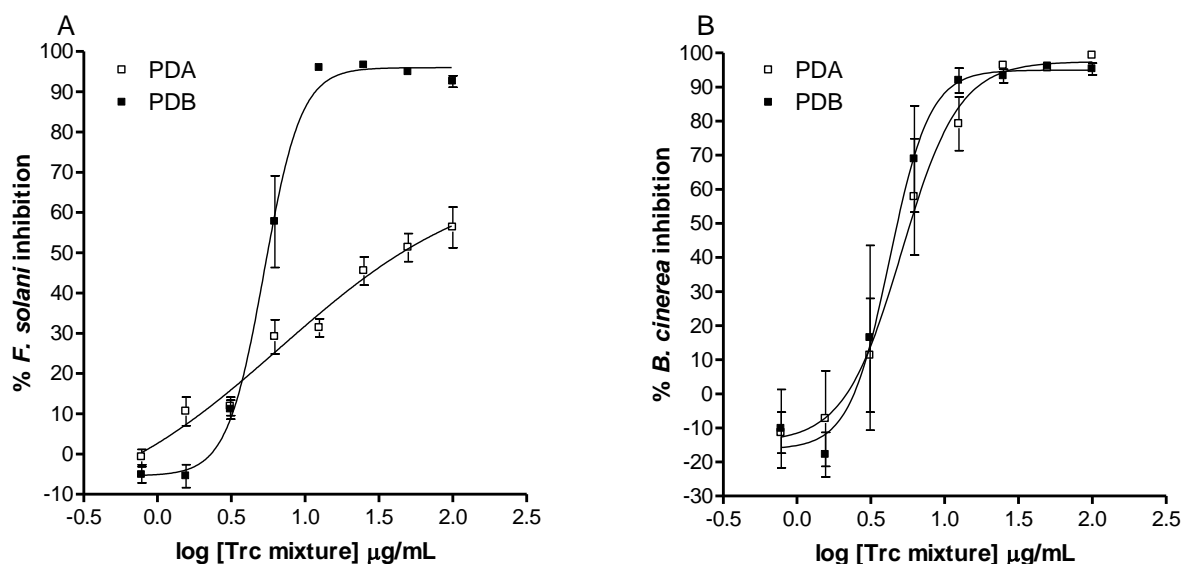 A
PDA
PDB
100
90
80
70
60
50
40
30
20
10
0
-10
% F. solani inhibition
-0.5 0.0 0.5 1.0 1.5 2.0 2.5
log [Trc mixture] μg/mL
B
PDA
PDB
100
90
80
70
60
50
40
30
20
10
0
-10
-20
-30
% B. cinerea inhibition
-0.5 0.0 0.5 1.0 1.5 2.0 2.5
log [Trc mixture] μg/mL